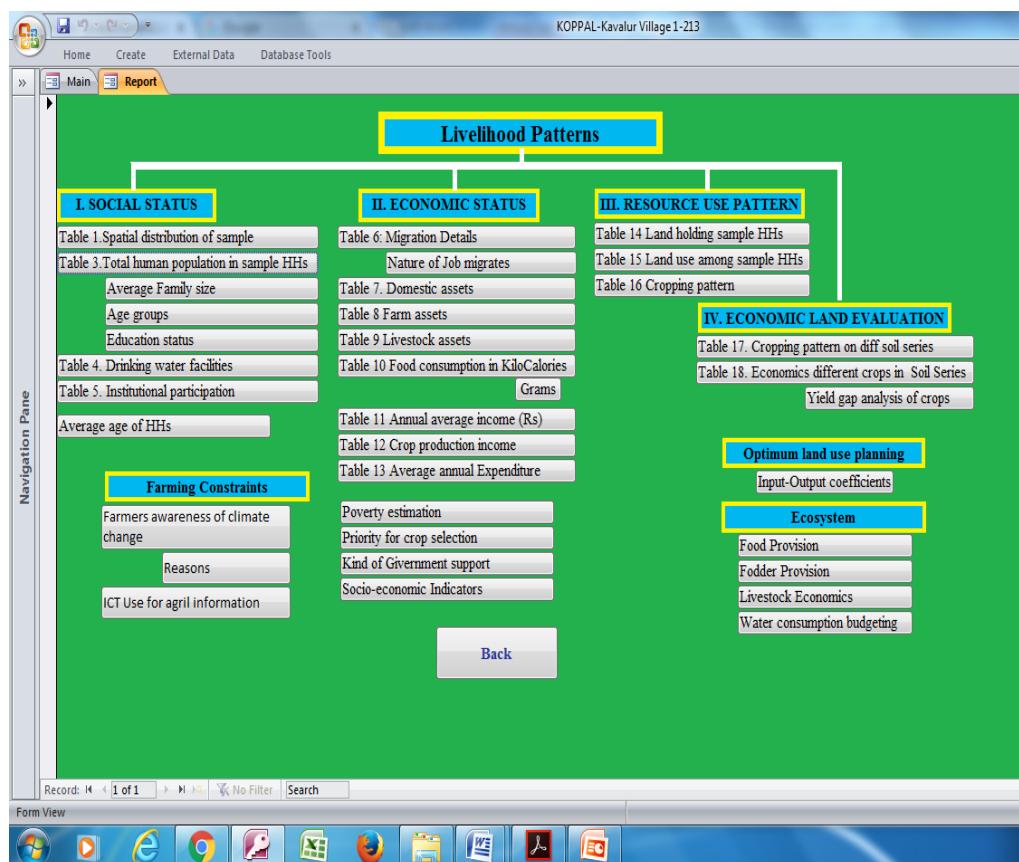 KOPPAL-Kavalur Village 1-213
Home Create External Data Database Tools
Main Report
Navigation Pane
Livelihood Patterns
I. SOCIAL STATUS
Table 1.Spatial distribution of sample
Table 3.Total human population in sample HHs
Average Family size
Age groups
Education status
Table 4. Drinking water facilities
Table 5. Institutional participation
Average age of HHs
Farming Constraints
Farmers awareness of climate
change
Reasons
ICT Use for agril information
II. ECONOMIC STATUS
Table 6: Migration Details
Nature of Job migrates
Table 7. Domestic assets
Table 8 Farm assets
Table 9 Livestock assets
Table 10 Food consumption in KiloCalories
Grams
Table 11 Annual average income (Rs)
Table 12 Crop production income
Table 13 Average annual Expenditure
Poverty estimation
Priority for crop selection
Kind of Givernment support
Socio-economic Indicators
Back
III. RESOURCE USE PATTERN
Table 14 Land holding sample HHs
Table 15 Land use among sample HHs
Table 16 Cropping pattern
IV. ECONOMIC LAND EVALUATION
Table 17. Cropping pattern on diff soil series
Table 18. Economics different crops in Soil Series
Yield gap analysis of crops
Optimum land use planning
Input-Output coefficients
Ecosystem
Food Provision
Fodder Provision
Livestock Economics
Water consumption budgeting
Record: 1 of 1 No Filter Search
Form View